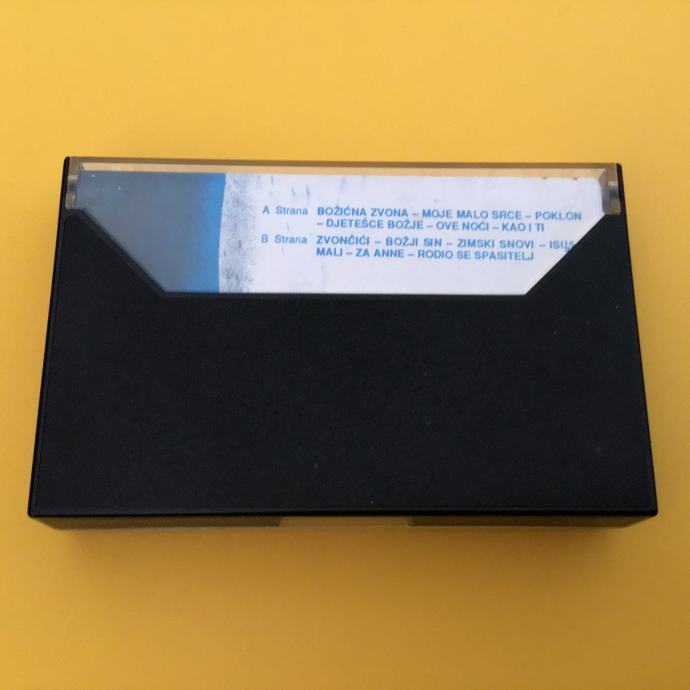 A Strana BOŽIĆNA ZVONA – MOJE MALO SRCE – POKLON
– DJETEŠCE BOŽJE – OVE NOĆI – KAO I TI
B Strana ZVONČIĆI – BOŽJI SIN – ZIMSKI SNOVI – ISUS
MALI – ZA ANNE – RODIO SE SPASITELJ